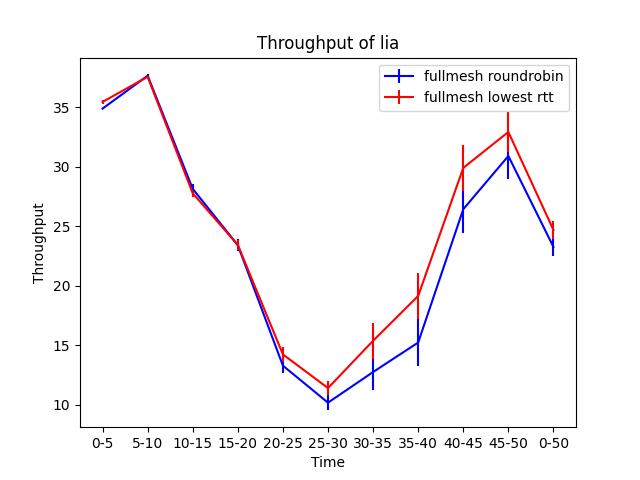 Throughput of lia
fullmesh roundrobin
fullmesh lowest rtt
Throughput
35
30
25
20
15
10
0-5 5-10 10-15 15-20 20-25 25-30 30-35 35-40 40-45 45-50 0-50
Time